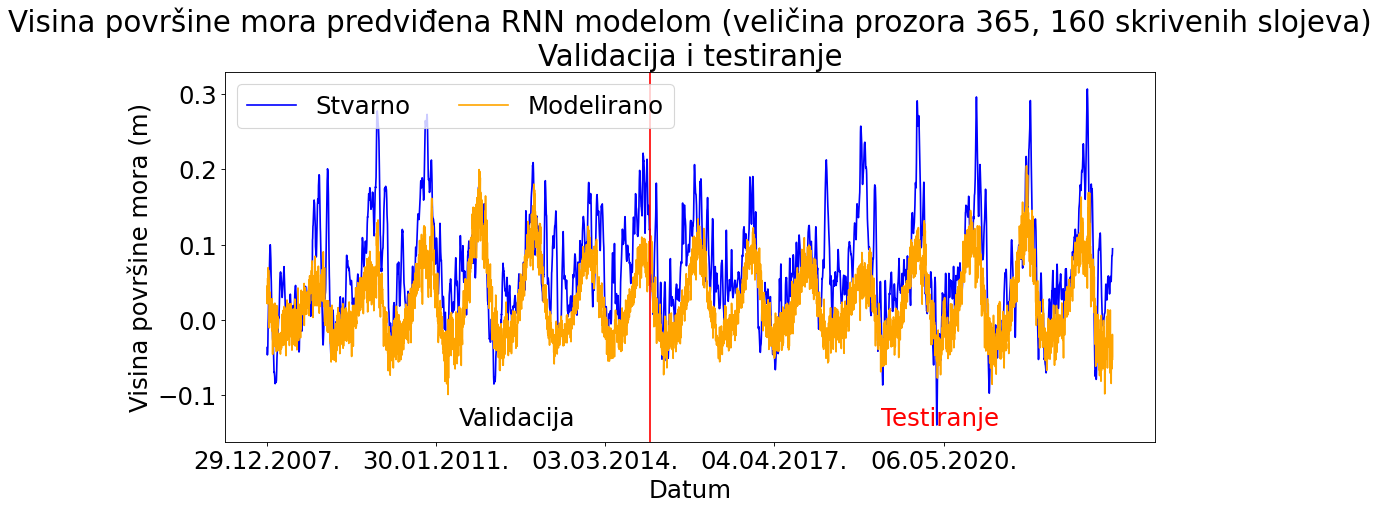 Visina površine mora predviđena RNN modelom (veličina prozora 365, 160 skrivenih slojeva)
Validacija i testiranje
Stvarno
Modelirano
Visina površine mora (m)
0.3
0.2
0.1
0.0
−0.1
Validacija
Testiranje
29.12.2007.
30.01.2011.
03.03.2014.
04.04.2017.
06.05.2020.
Datum